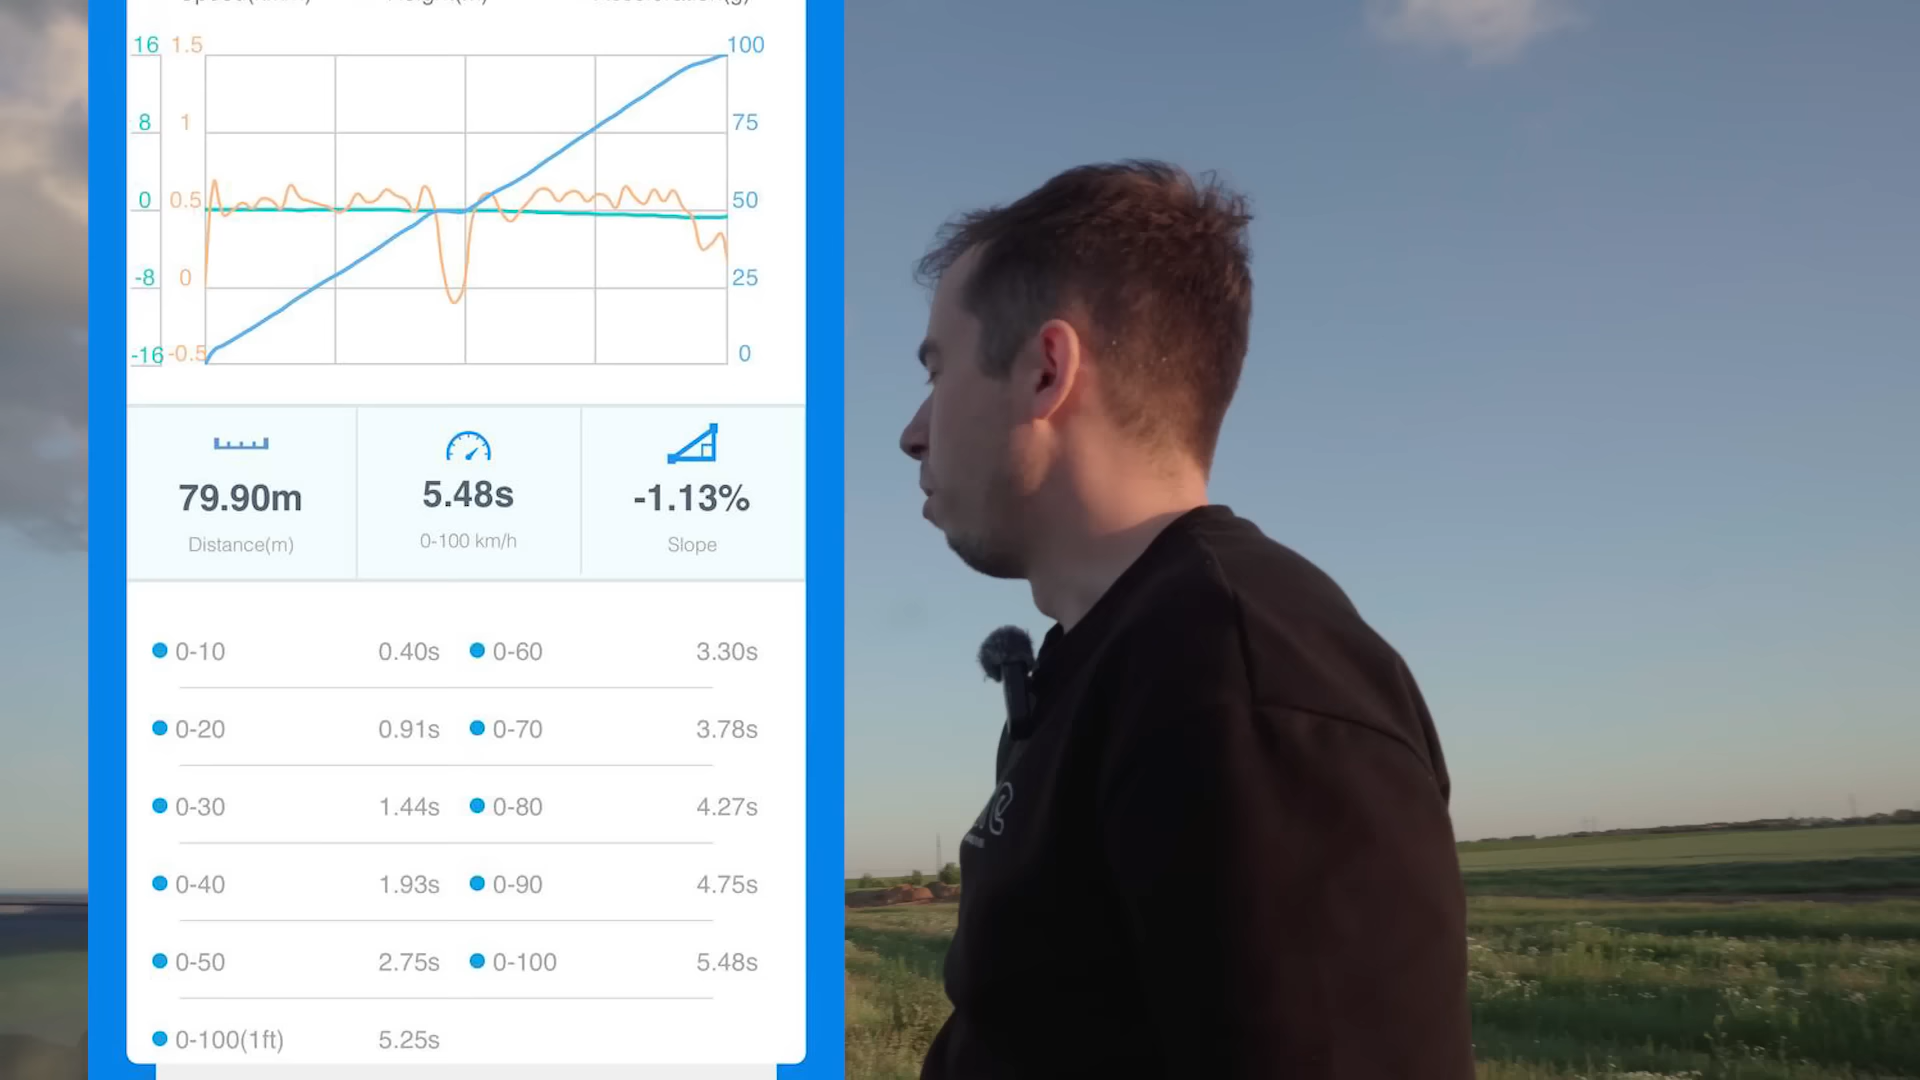 16 1.5 100
8 1 75
0 0.5 50
-8 0 25
-16 -0.5 0
79.90m 5.48s -1.13%
Distance(m) 0-100 km/h Slope
0-10 0.40s 0-60 3.30s
0-20 0.91s 0-70 3.78s
0-30 1.44s 0-80 4.27s
0-40 1.93s 0-90 4.75s
0-50 2.75s 0-100 5.48s
0-100(1ft) 5.25s